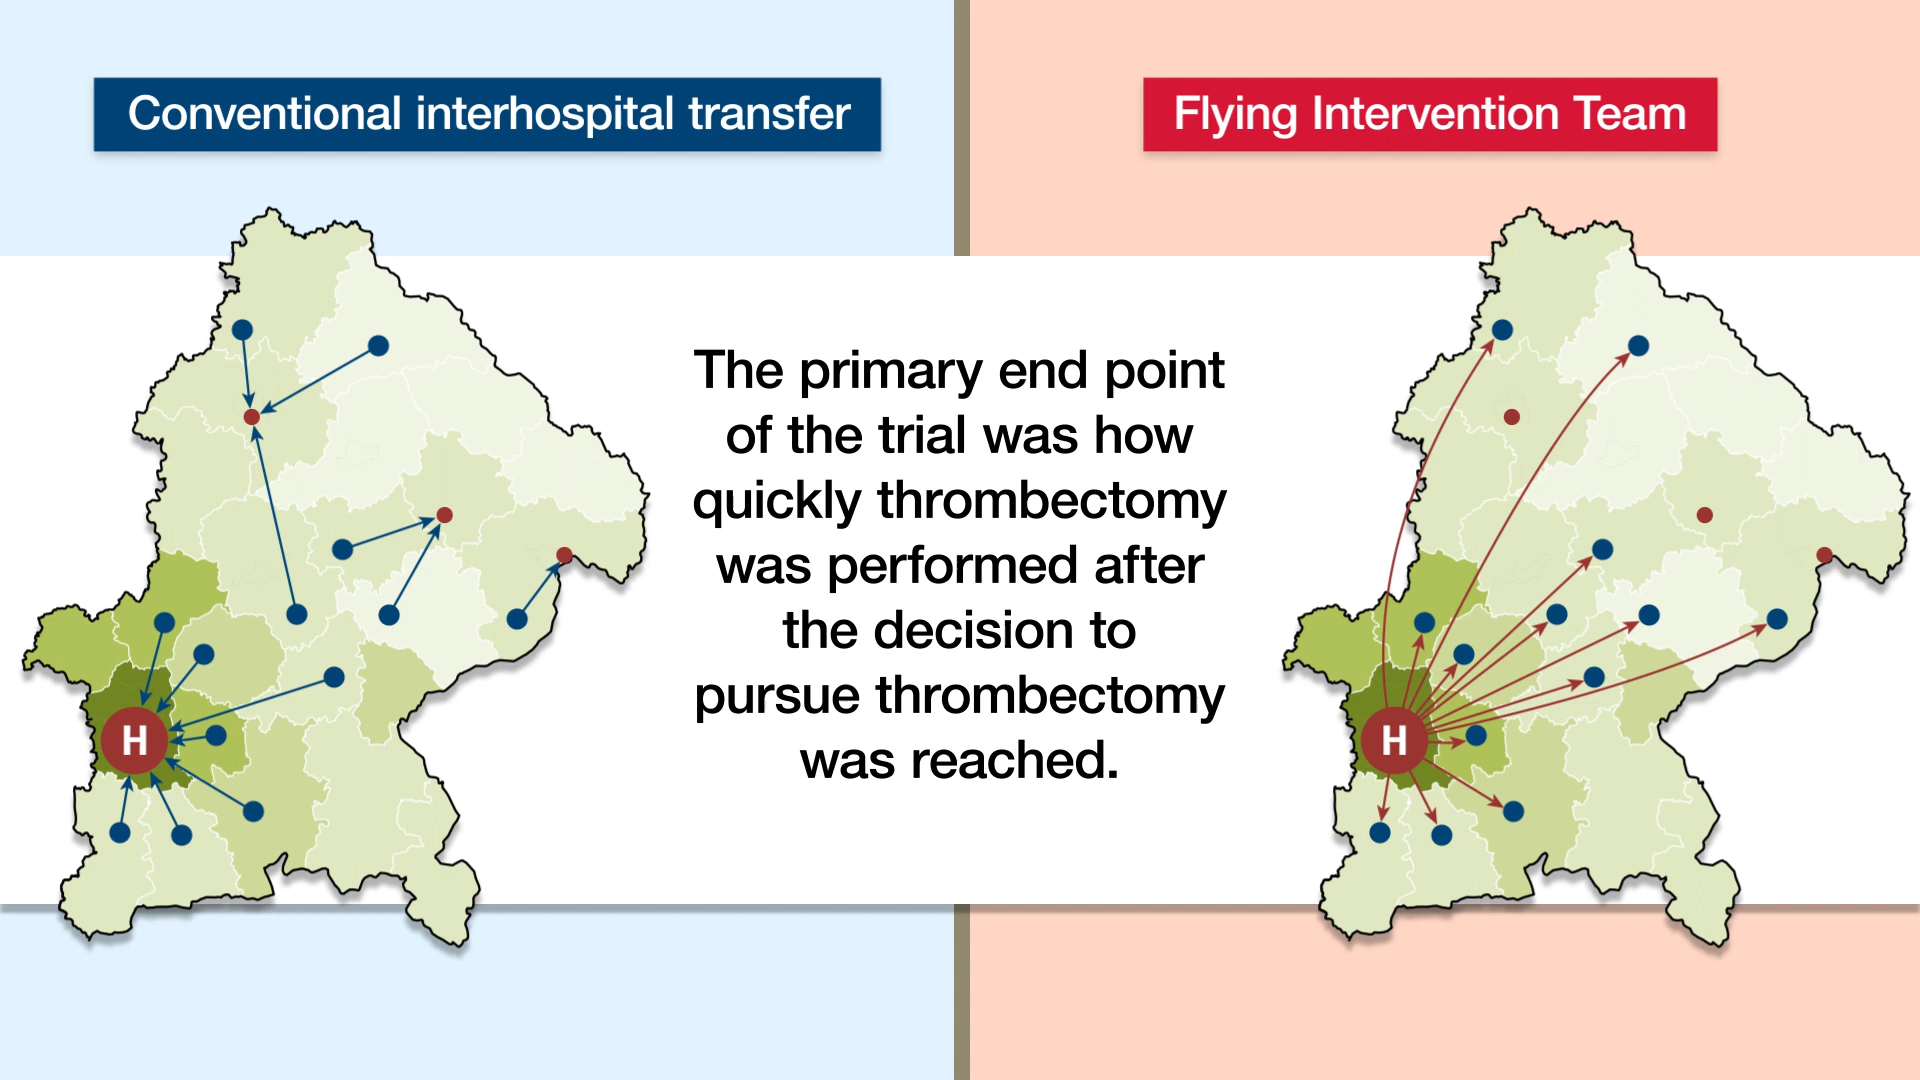 Conventional interhospital transfer
Flying Intervention Team
The primary end point
of the trial was how
quickly thrombectomy
was performed after
the decision to
pursue thrombectomy
was reached.
H
H